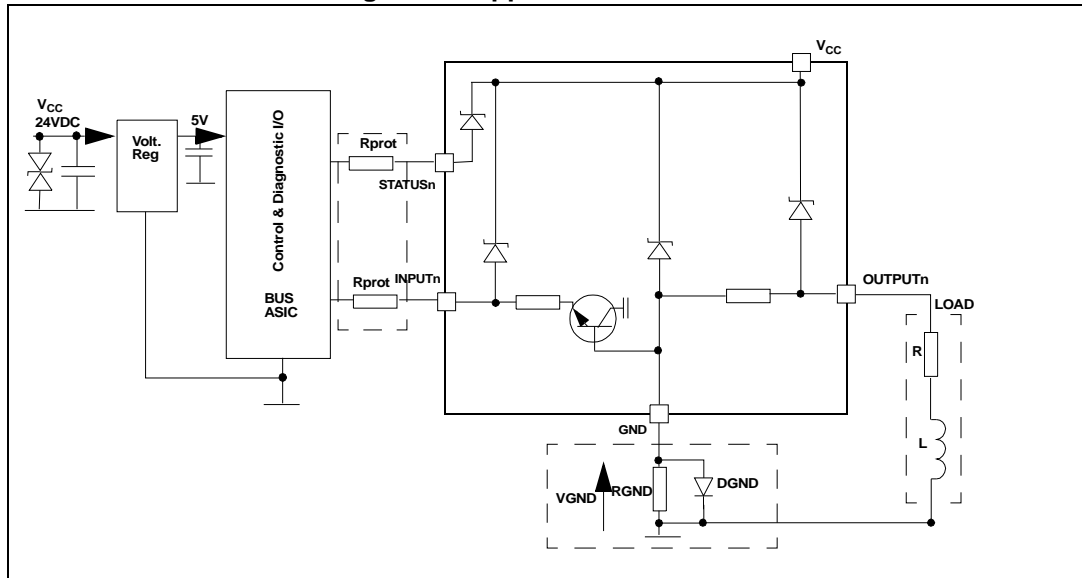 VCC
VCC
24VDC
5V
Volt.
Reg
Control & Diagnostic I/O
BUS
ASIC
Rprot
STATUSn
Rprot
INPUTn
OUTPUTn
LOAD
R
L
GND
VGND
RGND
DGND